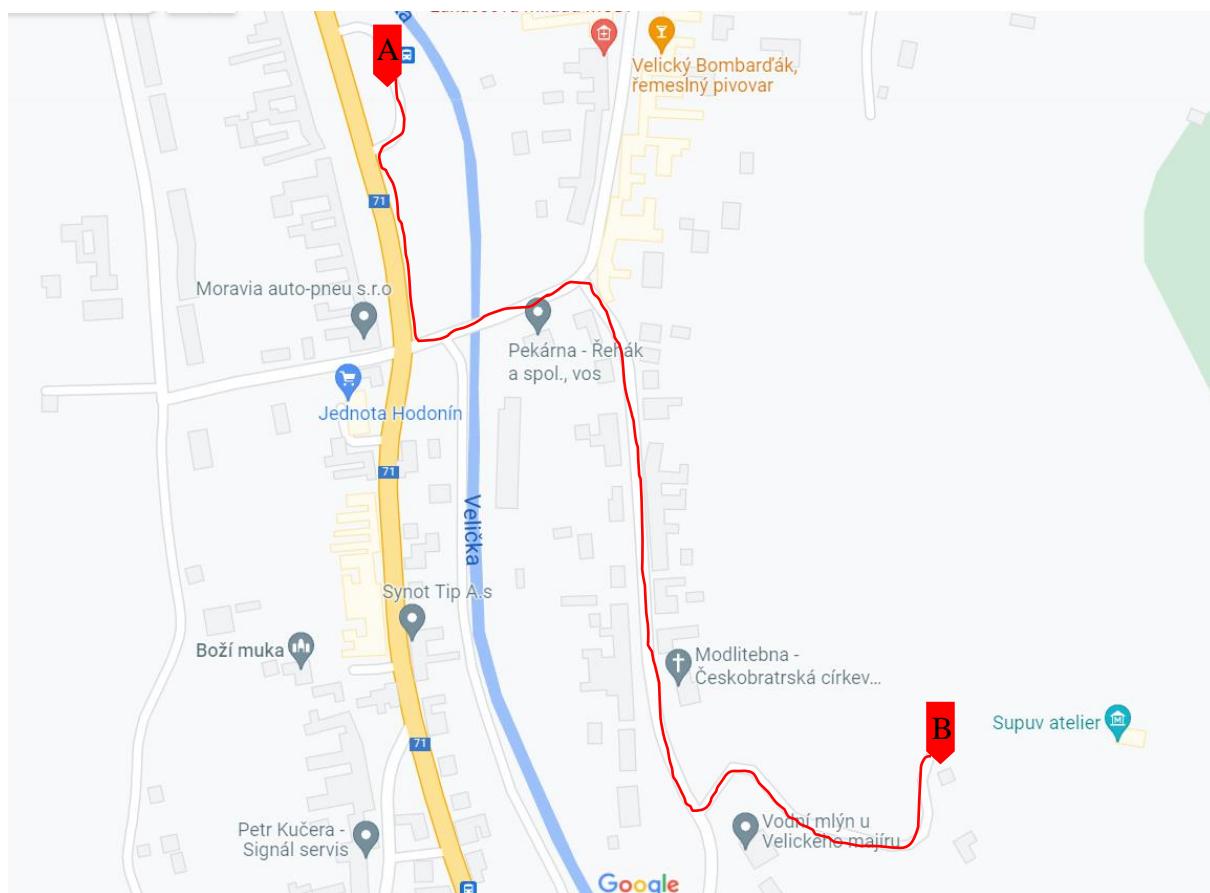 A
Velický Bombarďák,
řemeslný pivovar
71
Moravia auto-pneu s.r.o
Pekárna - Řehák
a spol., vos
Jednota Hodonín
71
Velička
Synot Tip A.s
Boží muka
Modlitebna -
Českobratrská církev...
B
Supuv atelier
71
Vodní mlýn u
Velického majíru
Petr Kučera -
Signál servis
Google